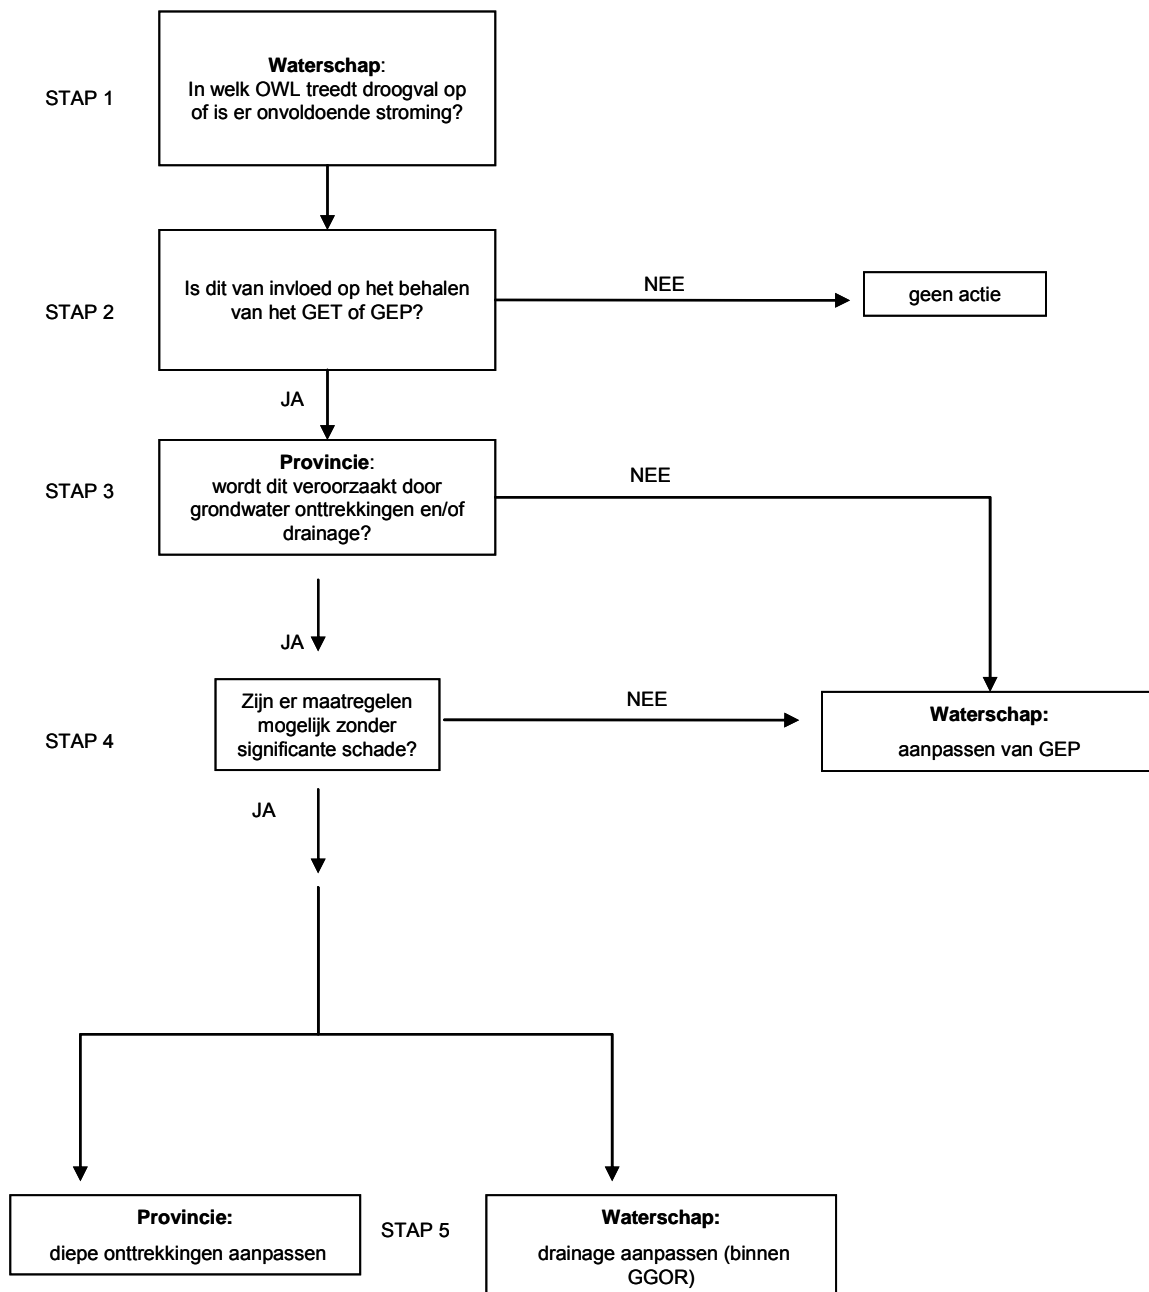 Waterschap:
In welk OWL treedt droogval op
of is er onvoldoende stroming?
STAP 1
Is dit van invloed op het behalen
van het GET of GEP?
STAP 2
NEE
geen actie
JA
Provincie:
wordt dit veroorzaakt door
grondwater onttrekkingen en/of
drainage?
STAP 3
NEE
JA
Zijn er maatregelen
mogelijk zonder
significante schade?
STAP 4
NEE
Waterschap:
aanpassen van GEP
JA
Provincie:
diepe onttrekkingen aanpassen
STAP 5
Waterschap:
drainage aanpassen (binnen
GGOR)